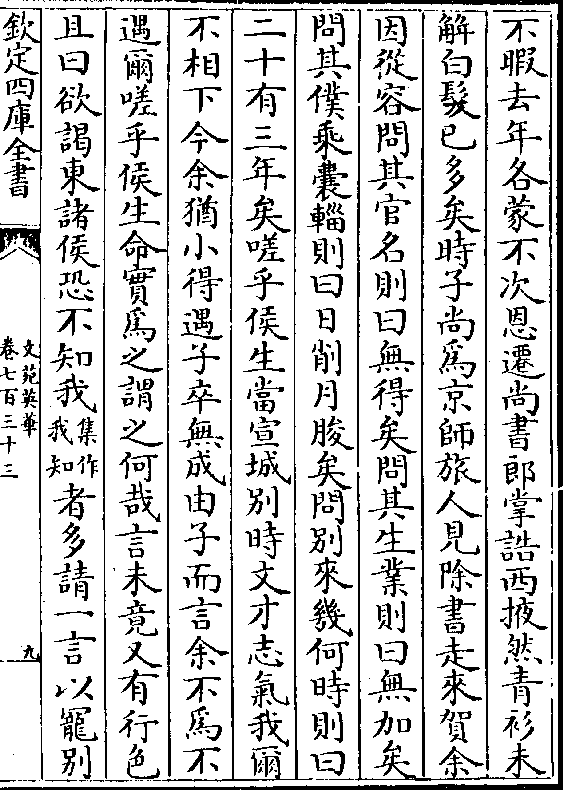 不暇去年各蒙不次恩遷尚書郎掌誥西掖然青衫未
解白髮已多矣時子尚為京師旅人見除書走來賀余
因從容問其官名則曰無得矣問其生業則曰無加矣
問其僕乘囊輜則曰日削月朘矣問別來幾何時則曰
二十有三年矣嗟乎侯生當宣城別時文才志氣我爾
不相下今余猶小得遇子卒無成由子而言余不為不
遇爾嗟乎侯生命實為之謂之何哉言未竟又有行色
且曰欲謁東諸侯恐不知我集作我知者多請一言以寵別
欽定四庫全書
文苑英華
卷七百三十三
九